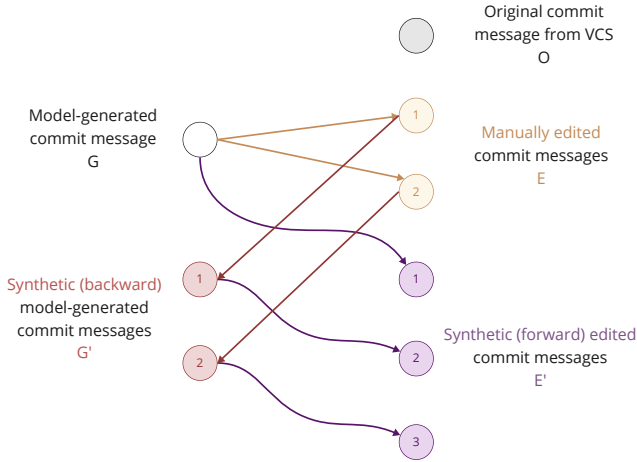 Original commit
message from VCS
O
Model-generated
commit message
G
1
Manually edited
commit messages
E
2
Synthetic (backward)
model-generated
commit messages
G'
1
1
2
Synthetic (forward) edited
commit messages
E'
2
3